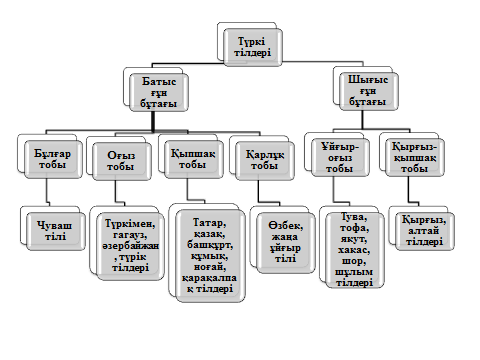 Түркі
тілдері
Батыс
ғұн
бұтағы
Шығыс
ғұн
бұтағы
Бұлғар
тобы
Оғыз
тобы
Қыпшақ
тобы
Қарлұқ
тобы
Ұйғыр-
оғыз
тобы
Қырғыз-
қыпшақ
тобы
Чуваш
тілі
Түркімен,
гагауз,
әзербайжан
, түрік
тілдері
Татар,
қазақ,
башқұрт,
құмық,
ноғай,
қарақалпа
қ тілдері
Өзбек,
жаңа
ұйғыр
тілі
Тува,
тофа,
якут,
хакас,
шор,
шұлым
тілдері
Қырғыз,
алтай
тілдері